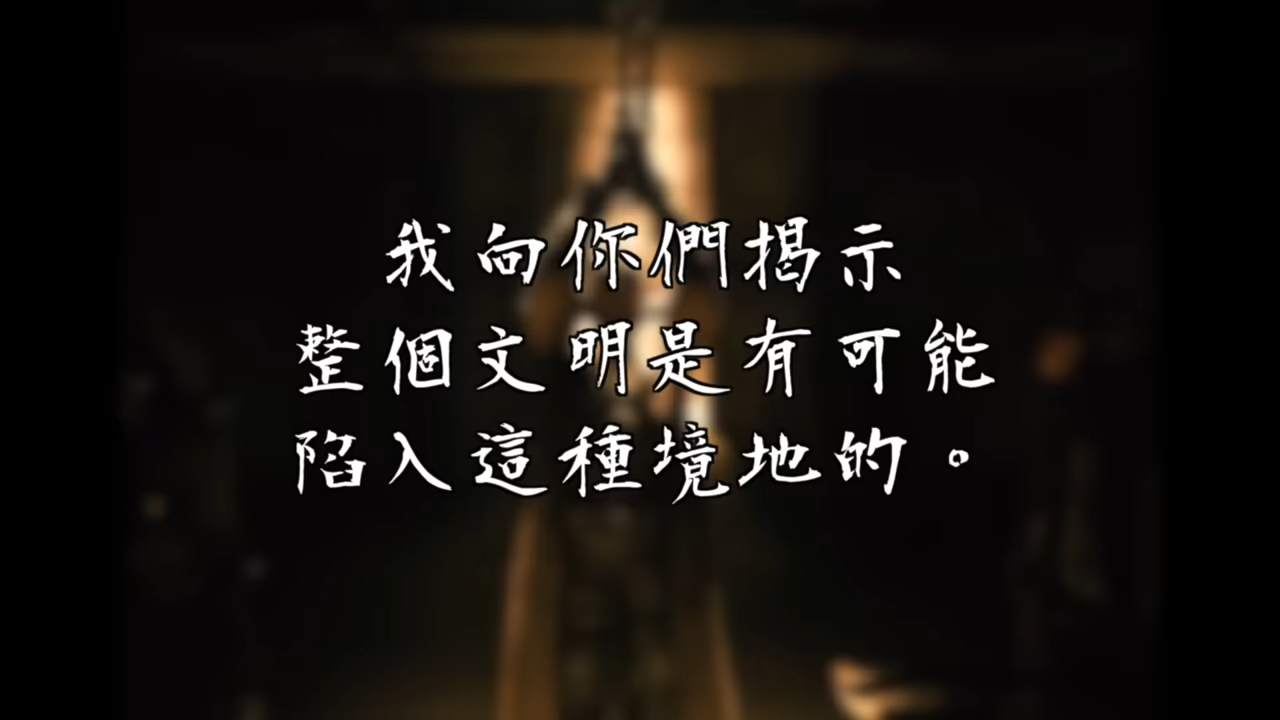 我向你們揭示
整個文明是有可能
陷入這種境地的。